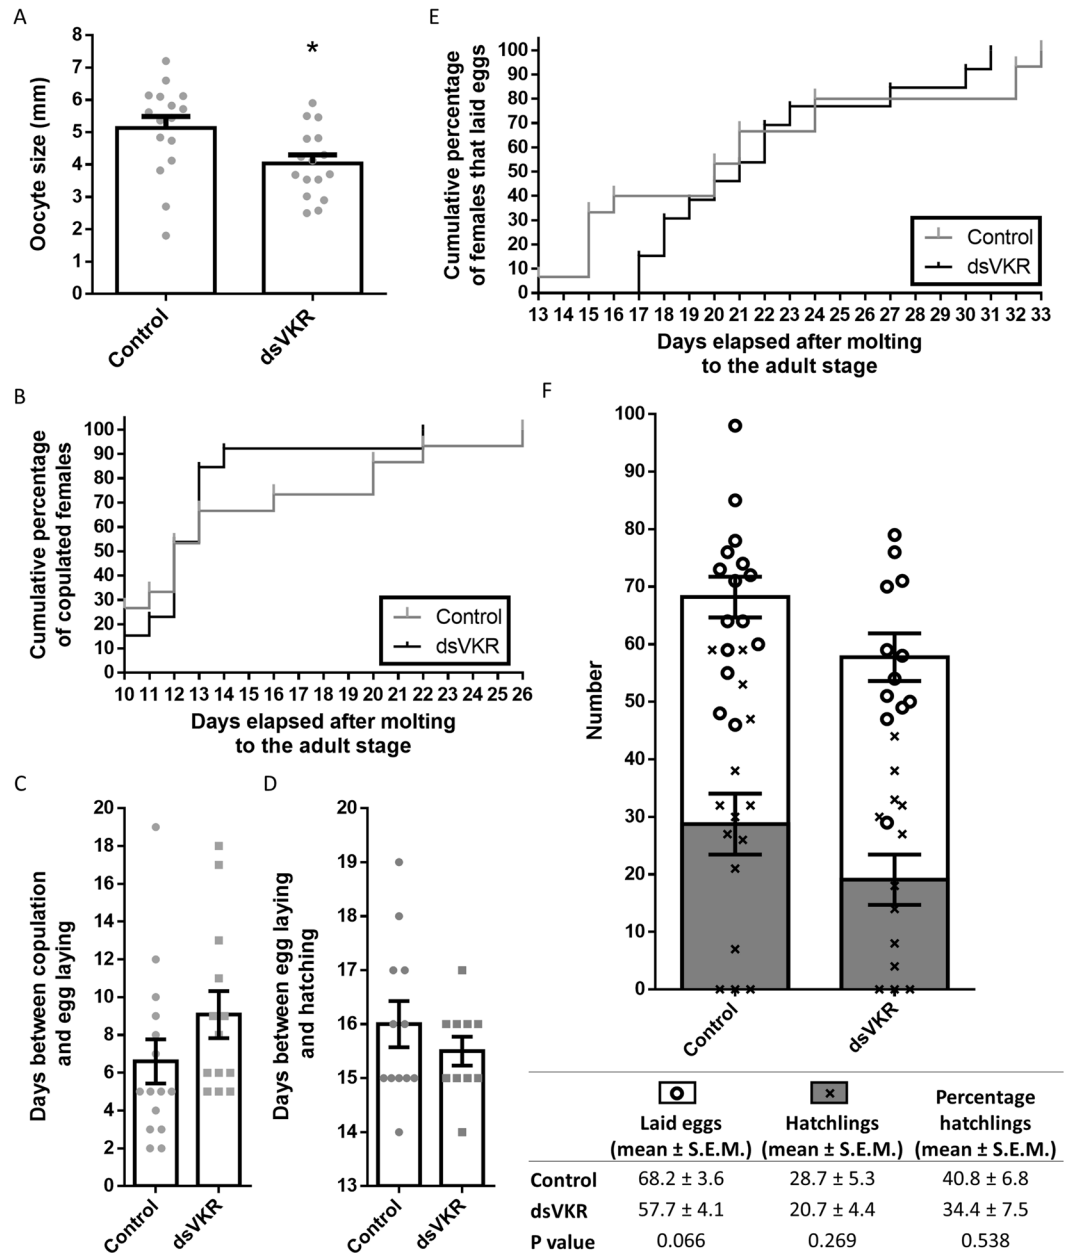 A
Oocyte size (mm)
8
7
6
5
4
3
2
1
0
*
Control
dsVKR
E
Cumulative percentage
of females that laid eggs
100
90
80
70
60
50
40
30
20
10
0
Control
dsVKR
13 14 15 16 17 18 19 20 21 22 23 24 25 26 27 28 29 30 31 32 33
Days elapsed after molting
to the adult stage
B
Cumulative percentage
of copulated females
100
90
80
70
60
50
40
30
20
10
0
Control
dsVKR
10 11 12 13 14 15 16 17 18 19 20 21 22 23 24 25 26
Days elapsed after molting
to the adult stage
C
Days between copulation
and egg laying
20
18
16
14
12
10
8
6
4
2
0
Control
dsVKR
D
Days between egg laying
and hatching
20
19
18
17
16
15
14
13
Control
dsVKR
F
Number
100
90
80
70
60
50
40
30
20
10
0
Control
dsVKR
Laid eggs
(mean ± S.E.M.)
Hatchlings
(mean ± S.E.M.)
Percentage
hatchlings
(mean ± S.E.M.)
Control 68.2 ± 3.6 28.7 ± 5.3 40.8 ± 6.8
dsVKR 57.7 ± 4.1 20.7 ± 4.4 34.4 ± 7.5
P value 0.066 0.269 0.538